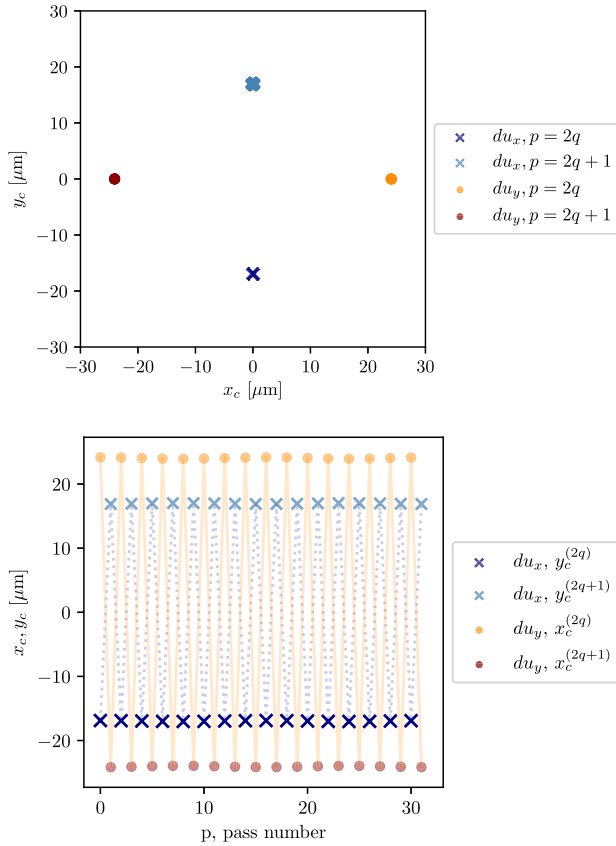 30
20
10
0
−10
−20
−30
y_c [μm]
−30 −20 −10 0 10 20 30
x_c [μm]
du_x, p = 2q
du_x, p = 2q + 1
du_y, p = 2q
du_y, p = 2q + 1
20
10
0
−10
−20
x_c, y_c [μm]
0 10 20 30
p, pass number
du_x, y_c^{(2q)}
du_x, y_c^{(2q+1)}
du_y, x_c^{(2q)}
du_y, x_c^{(2q+1)}